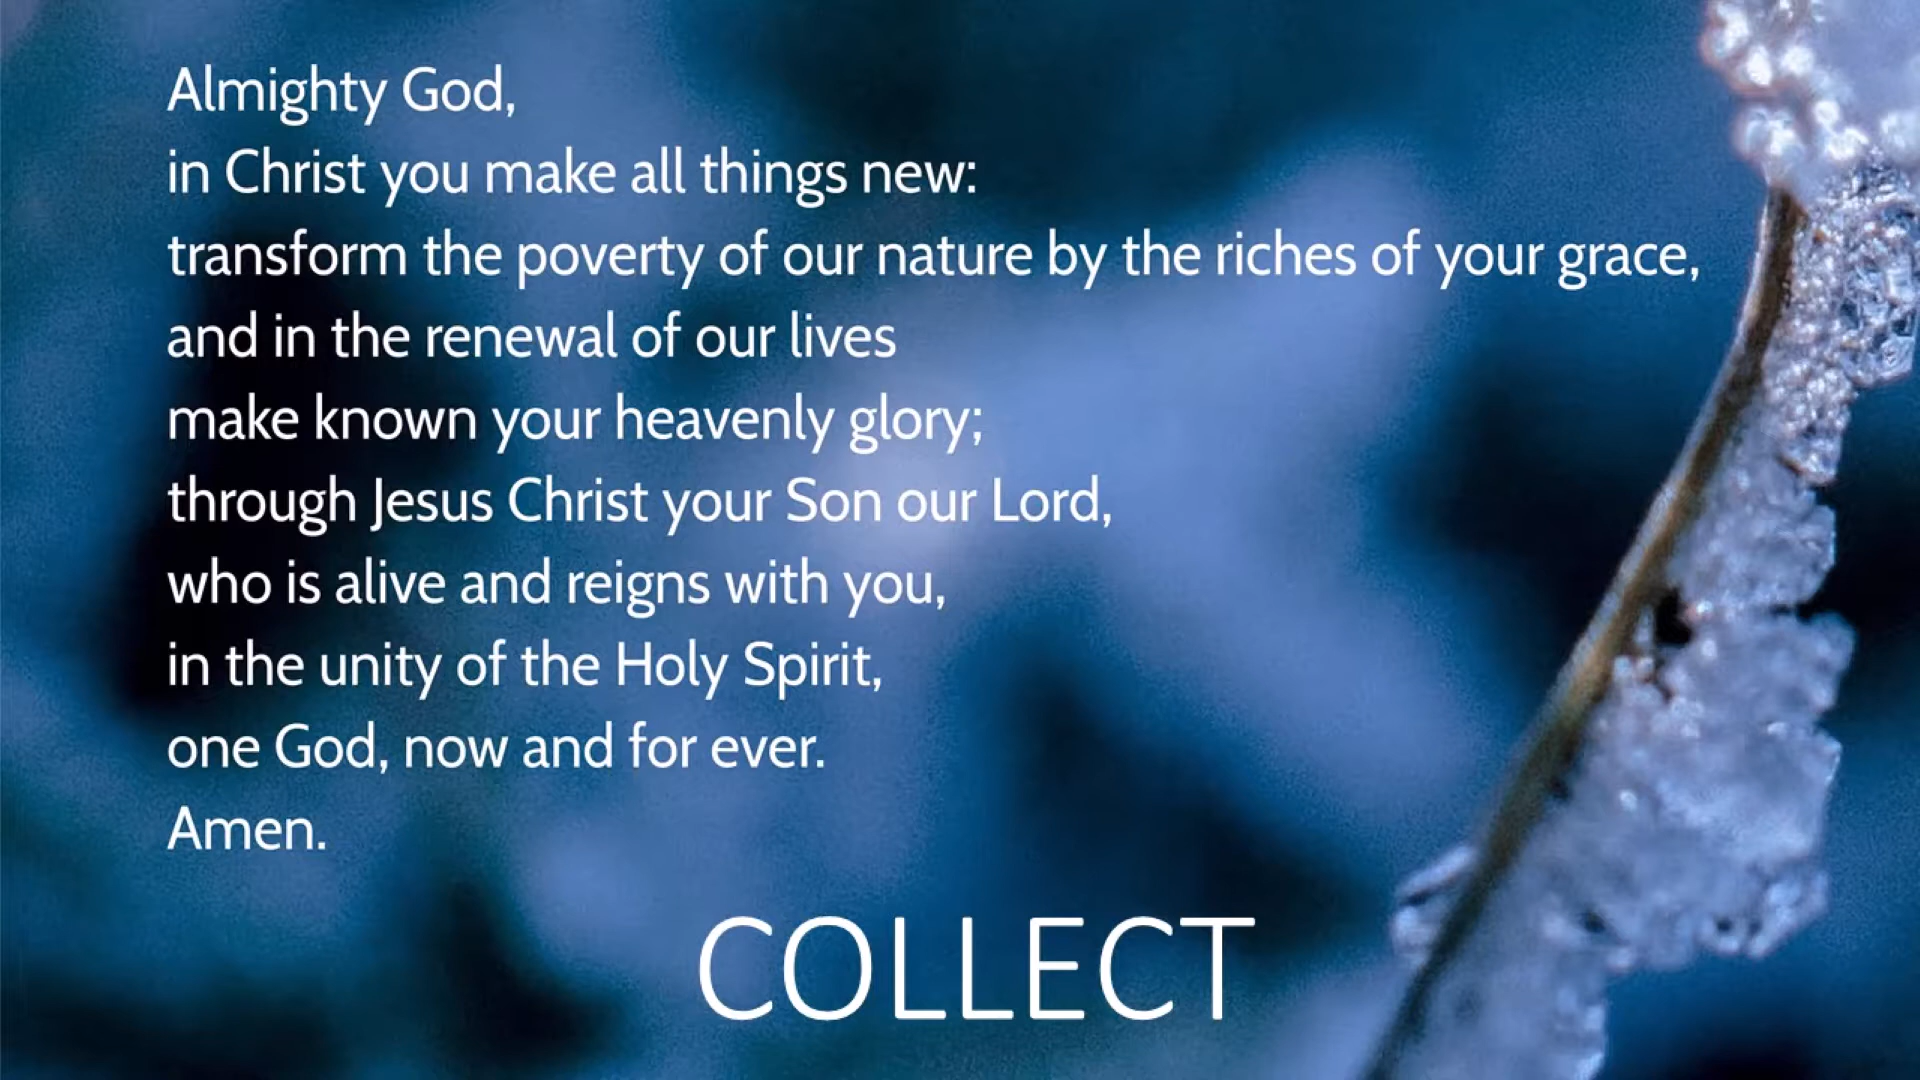 Almighty God,
in Christ you make all things new:
transform the poverty of our nature by the riches of your grace,
and in the renewal of our lives
make known your heavenly glory;
through Jesus Christ your Son our Lord,
who is alive and reigns with you,
in the unity of the Holy Spirit,
one God, now and for ever.
Amen.
COLLECT